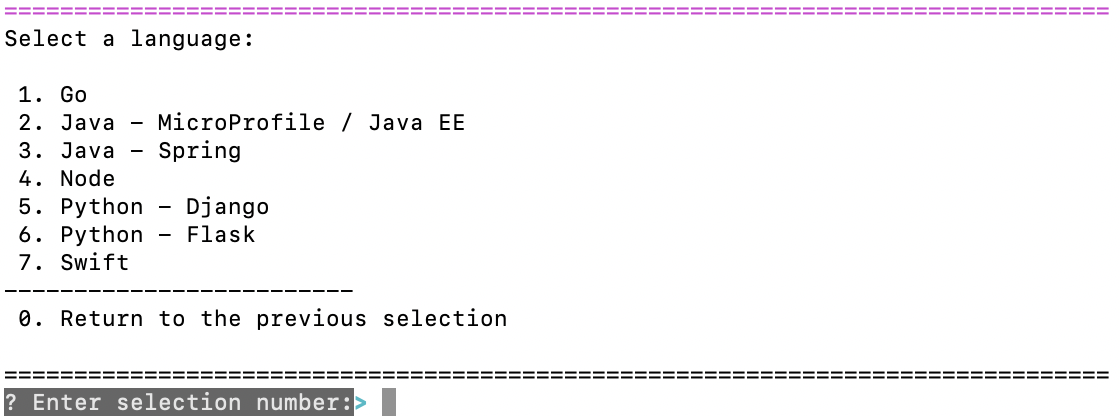 ===============================================================================
Select a language:

 1. Go
 2. Java – MicroProfile / Java EE
 3. Java – Spring
 4. Node
 5. Python – Django
 6. Python – Flask
 7. Swift
-------------------------
 0. Return to the previous selection

===============================================================================
? Enter selection number:>